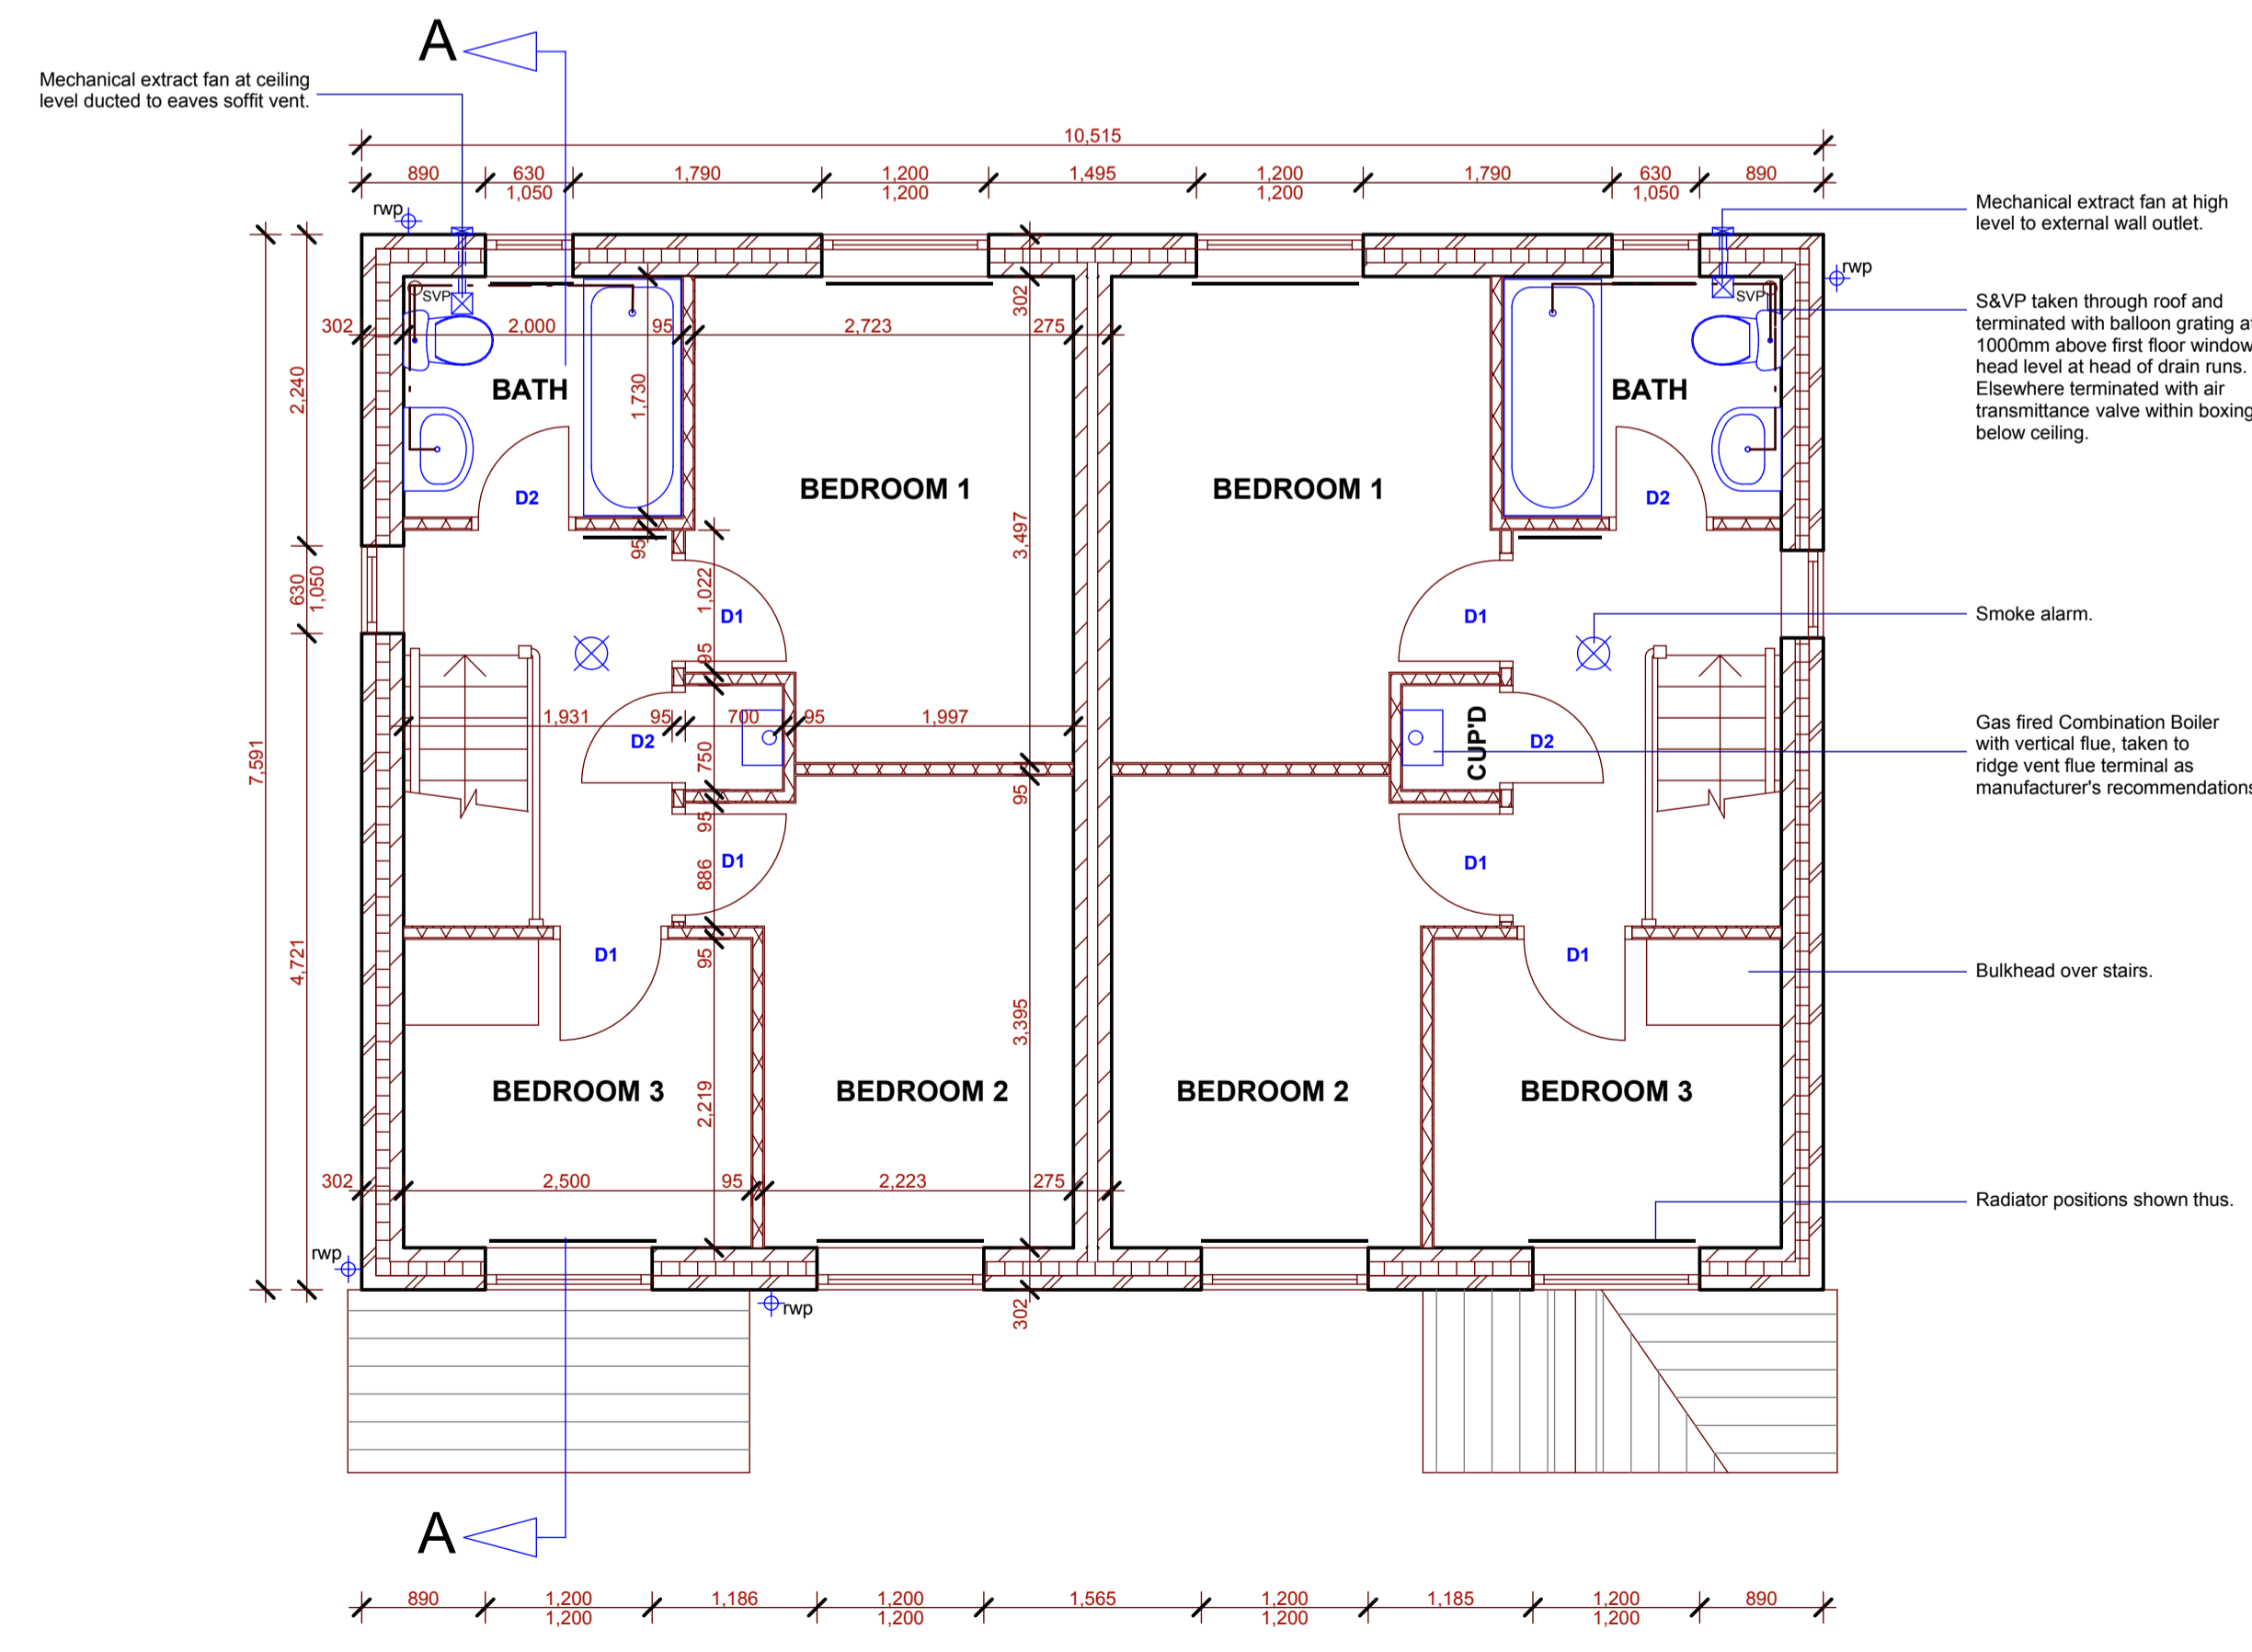 A
Mechanical extract fan at ceiling
level ducted to eaves soffit vent.
10,515
890 630 1,790 1,200 1,495 1,200 1,790 630 890
1,050 1,200 1,200 1,050
rwp
Mechanical extract fan at high
level to external wall outlet.
rwp
SVP
SVP
S&VP taken through roof and
terminated with balloon grating
1000mm above first floor window
head level at head of drain runs.
Elsewhere terminated with air
transmittance valve within boxing
below ceiling.
302
302 2,000 95 2,723 275
2,240
1,730
BATH
BATH
BEDROOM 1
BEDROOM 1
D2
D2
95
3,497
630
1,050
1,022
D1
D1
Smoke alarm.
95
7,591
1,931 95 700 95 1,997
D2
750
CUP'D
D2
Gas fired Combination Boiler
with vertical flue, taken to
ridge vent flue terminal as
manufacturer's recommendations
95
95
886
D1
D1
4,721
95
D1
D1
Bulkhead over stairs.
3,395
2,219
BEDROOM 3
BEDROOM 2
BEDROOM 2
BEDROOM 3
302 2,500 95 2,223 275
Radiator positions shown thus.
rwp
rwp
302
A
890 1,200 1,186 1,200 1,565 1,200 1,185 1,200 890
1,200 1,200 1,200 1,200